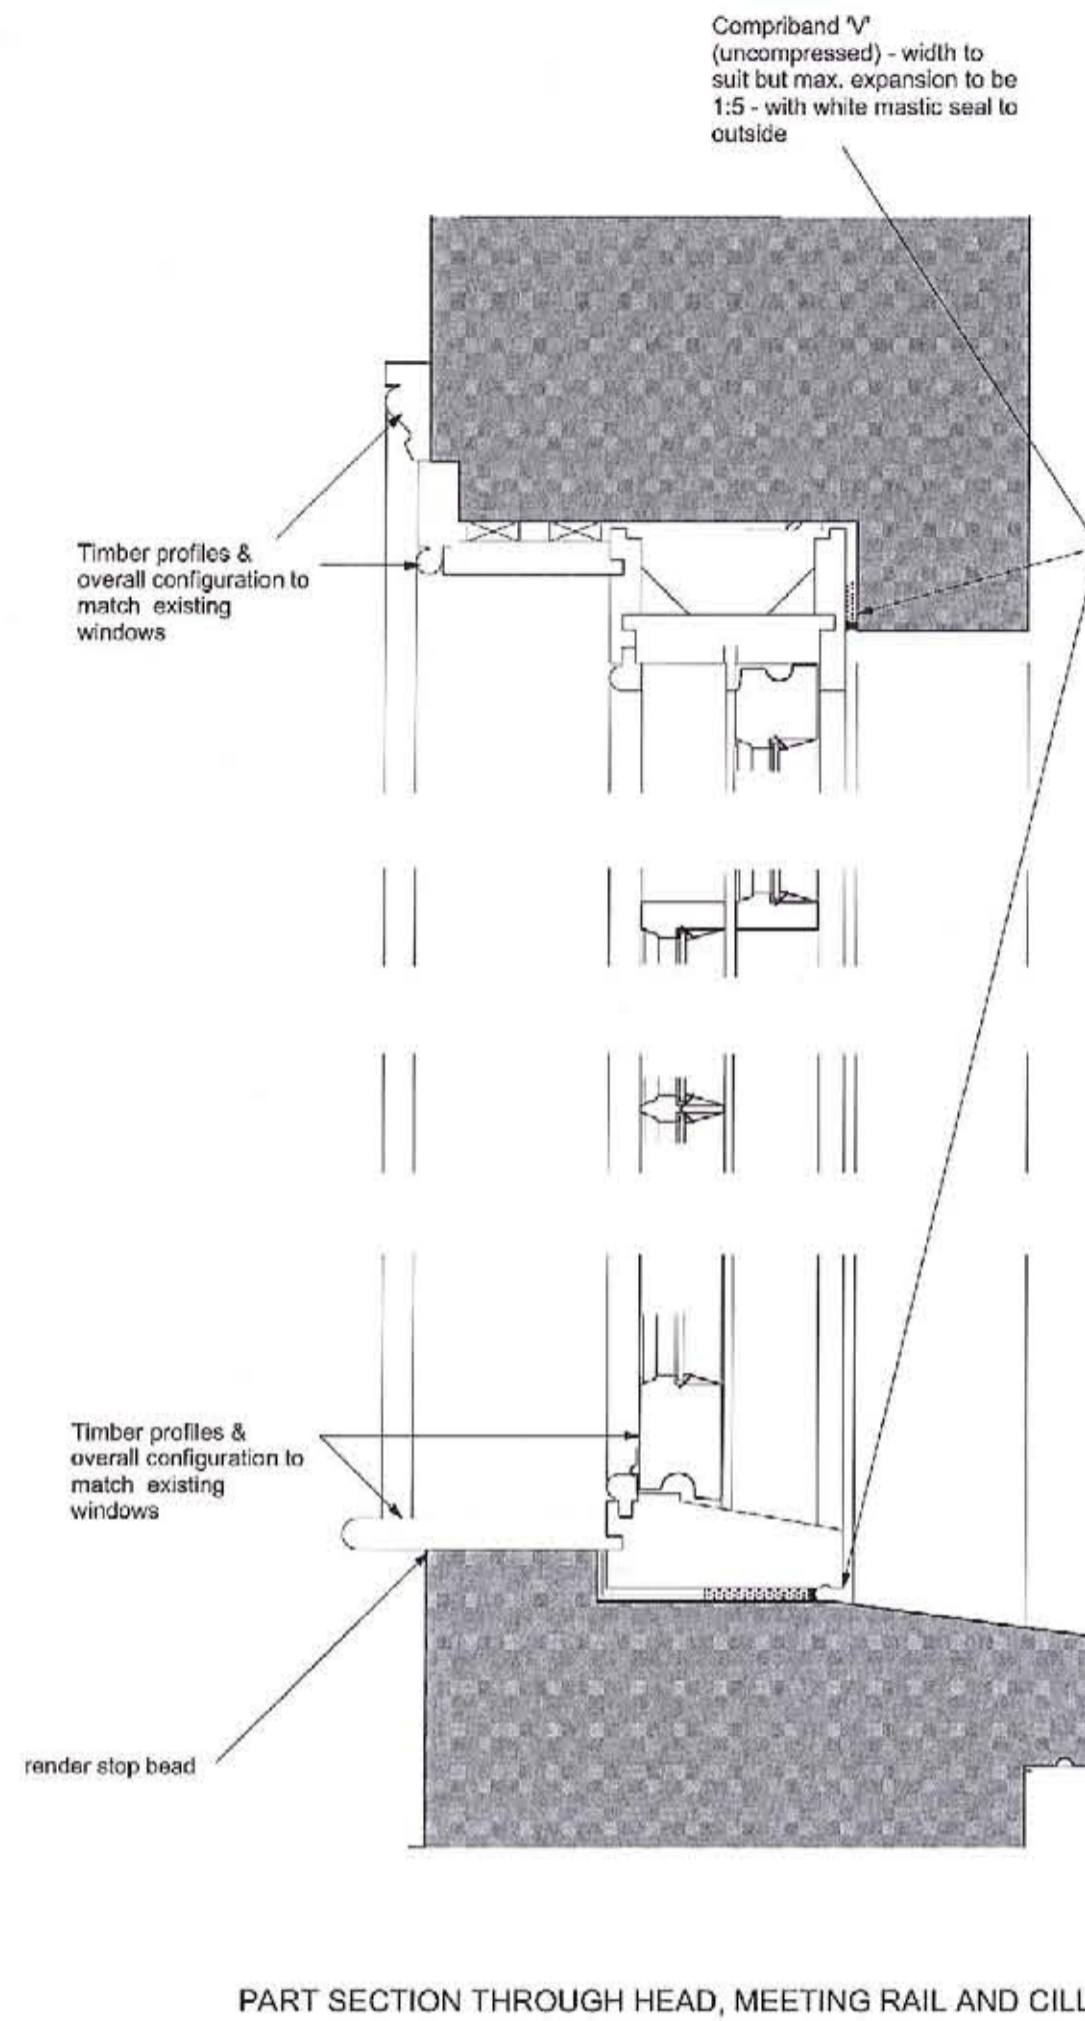 Compriband 'V'
(uncompressed) - width to
suit but max. expansion to be
1:5 - with white mastic seal to
outside
Timber profiles &
overall configuration to
match existing
windows
Timber profiles &
overall configuration to
match existing
windows
render stop bead
PART SECTION THROUGH HEAD, MEETING RAIL AND CILL